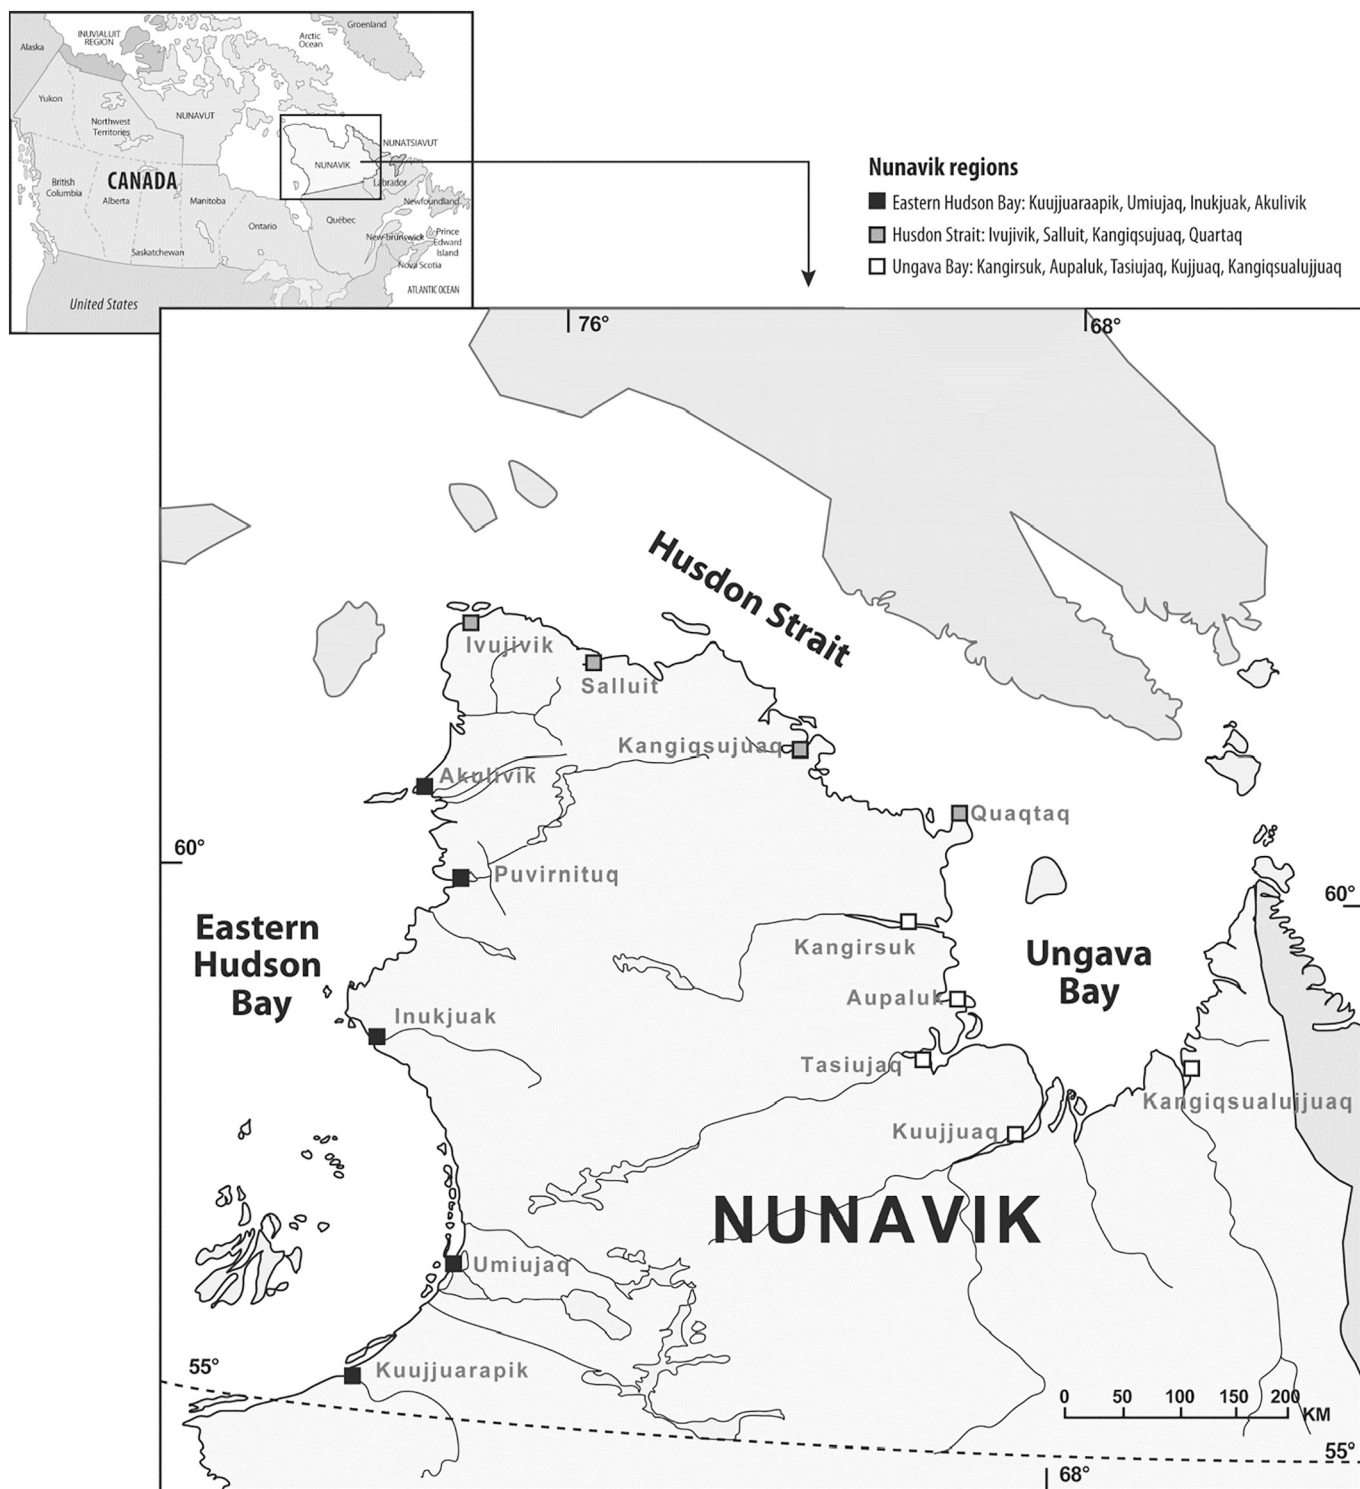 Greenland
Alaska
INUVIALUIT
REGION
Arctic
Ocean
Yukon
Northwest
Territories
NUNAVUT
NUNATSIAVUT
NUNAVIK
British
Columbia
CANADA
Alberta
Manitoba
Labrador
Newfoundland
Saskatchewan
Ontario
Québec
New-brunswick
Prince
Edward
Island
Nova Scotia
ATLANTIC OCEAN
United States
Nunavik regions
Eastern Hudson Bay: Kuujjuaraapik, Umiujaq, Inukjuak, Akulivik
Husdon Strait: Ivujivik, Salluit, Kangiqsujuaq, Quartaq
Ungava Bay: Kangirsuk, Aupaluk, Tasiujaq, Kujjuaq, Kangiqsualujjuaq
76°
68°
Husdon Strait
Ivujivik
Salluit
Kangiqsujuaq
Akulivik
Quaqtaq
60°
Puvirnituq
60°
Eastern
Hudson
Bay
Kangirsuk
Ungava
Bay
Aupaluk
Inukjuak
Tasiujaq
Kangiqsualujjuaq
Kuujjuaq
NUNAVIK
Umiujaq
55°
Kuujjuarapik
0 50 100 150 200
KM
55°
68°